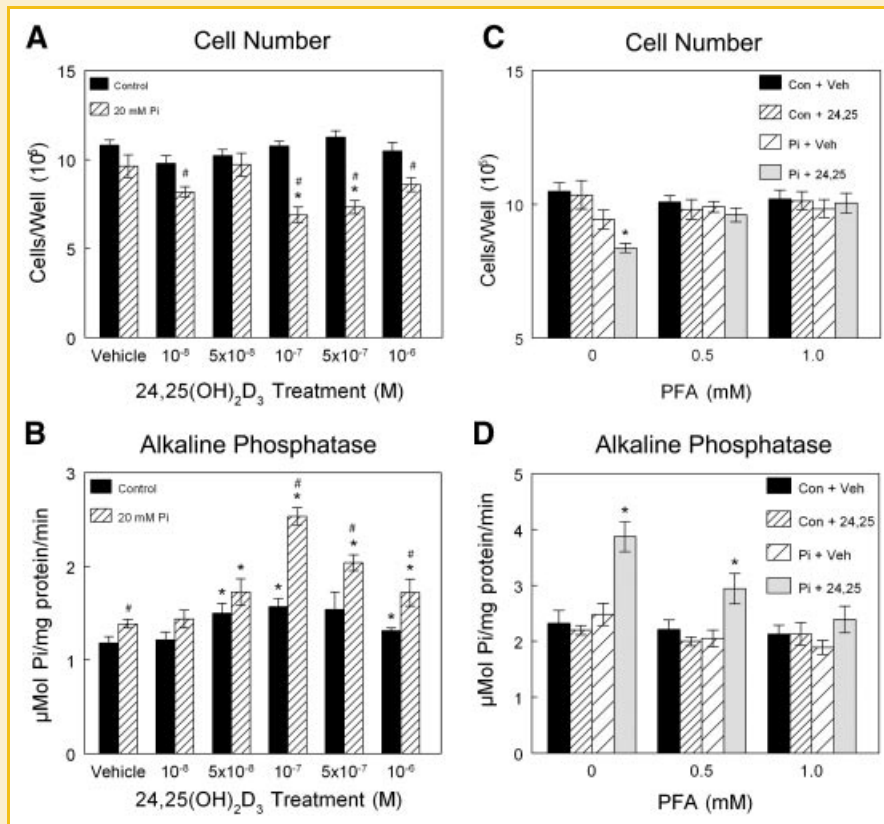 A
Cell Number
15
10
5
0
Cells/Well (10⁵)
Control
20 mM Pi
#
#
*
#
*
#
Vehicle 10⁻⁸ 5x10⁻⁸ 10⁻⁷ 5x10⁻⁷ 10⁻⁶
24,25(OH)₂D₃ Treatment (M)
B
Alkaline Phosphatase
3
2
1
0
µMol Pi/mg protein/min
Control
20 mM Pi
#
*
*
*
#
*
#
*
*
#
*
Vehicle 10⁻⁸ 5x10⁻⁸ 10⁻⁷ 5x10⁻⁷ 10⁻⁶
24,25(OH)₂D₃ Treatment (M)
C
Cell Number
15
10
5
Cells/Well (10⁵)
Con + Veh
Con + 24,25
Pi + Veh
Pi + 24,25
*
0 0.5 1.0
PFA (mM)
D
Alkaline Phosphatase
5
4
3
2
1
0
µMol Pi/mg protein/min
Con + Veh
Con + 24,25
Pi + Veh
Pi + 24,25
*
*
0 0.5 1.0
PFA (mM)